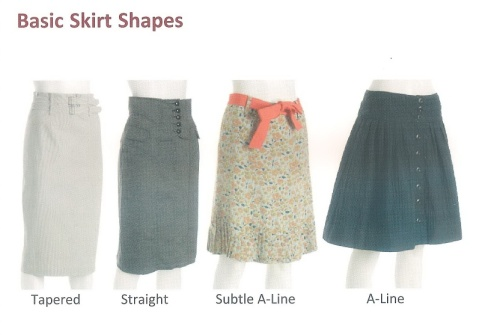 Basic Skirt Shapes
Tapered
Straight
Subtle A-Line
A-Line